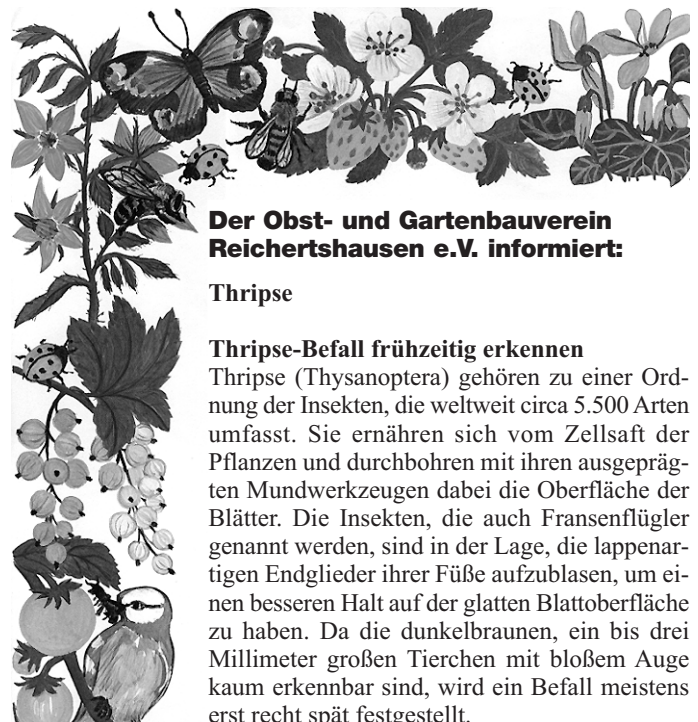 Der Obst- und Gartenbauverein
Reichertshausen e.V. informiert:
Thripse
Thripse-Befall frühzeitig erkennen
Thripse (Thysanoptera) gehören zu einer Ord-
nung der Insekten, die weltweit circa 5.500 Arten
umfasst. Sie ernähren sich vom Zellsaft der
Pflanzen und durchbohren mit ihren ausgepräg-
ten Mundwerkzeugen dabei die Oberfläche der
Blätter. Die Insekten, die auch Fransenflügler
genannt werden, sind in der Lage, die lappenar-
tigen Endglieder ihrer Füße aufzublasen, um ei-
nen besseren Halt auf der glatten Blattoberfläche
zu haben. Da die dunkelbraunen, ein bis drei
Millimeter großen Tierchen mit bloßem Auge
kaum erkennbar sind, wird ein Befall meistens
erst recht spät festgestellt.